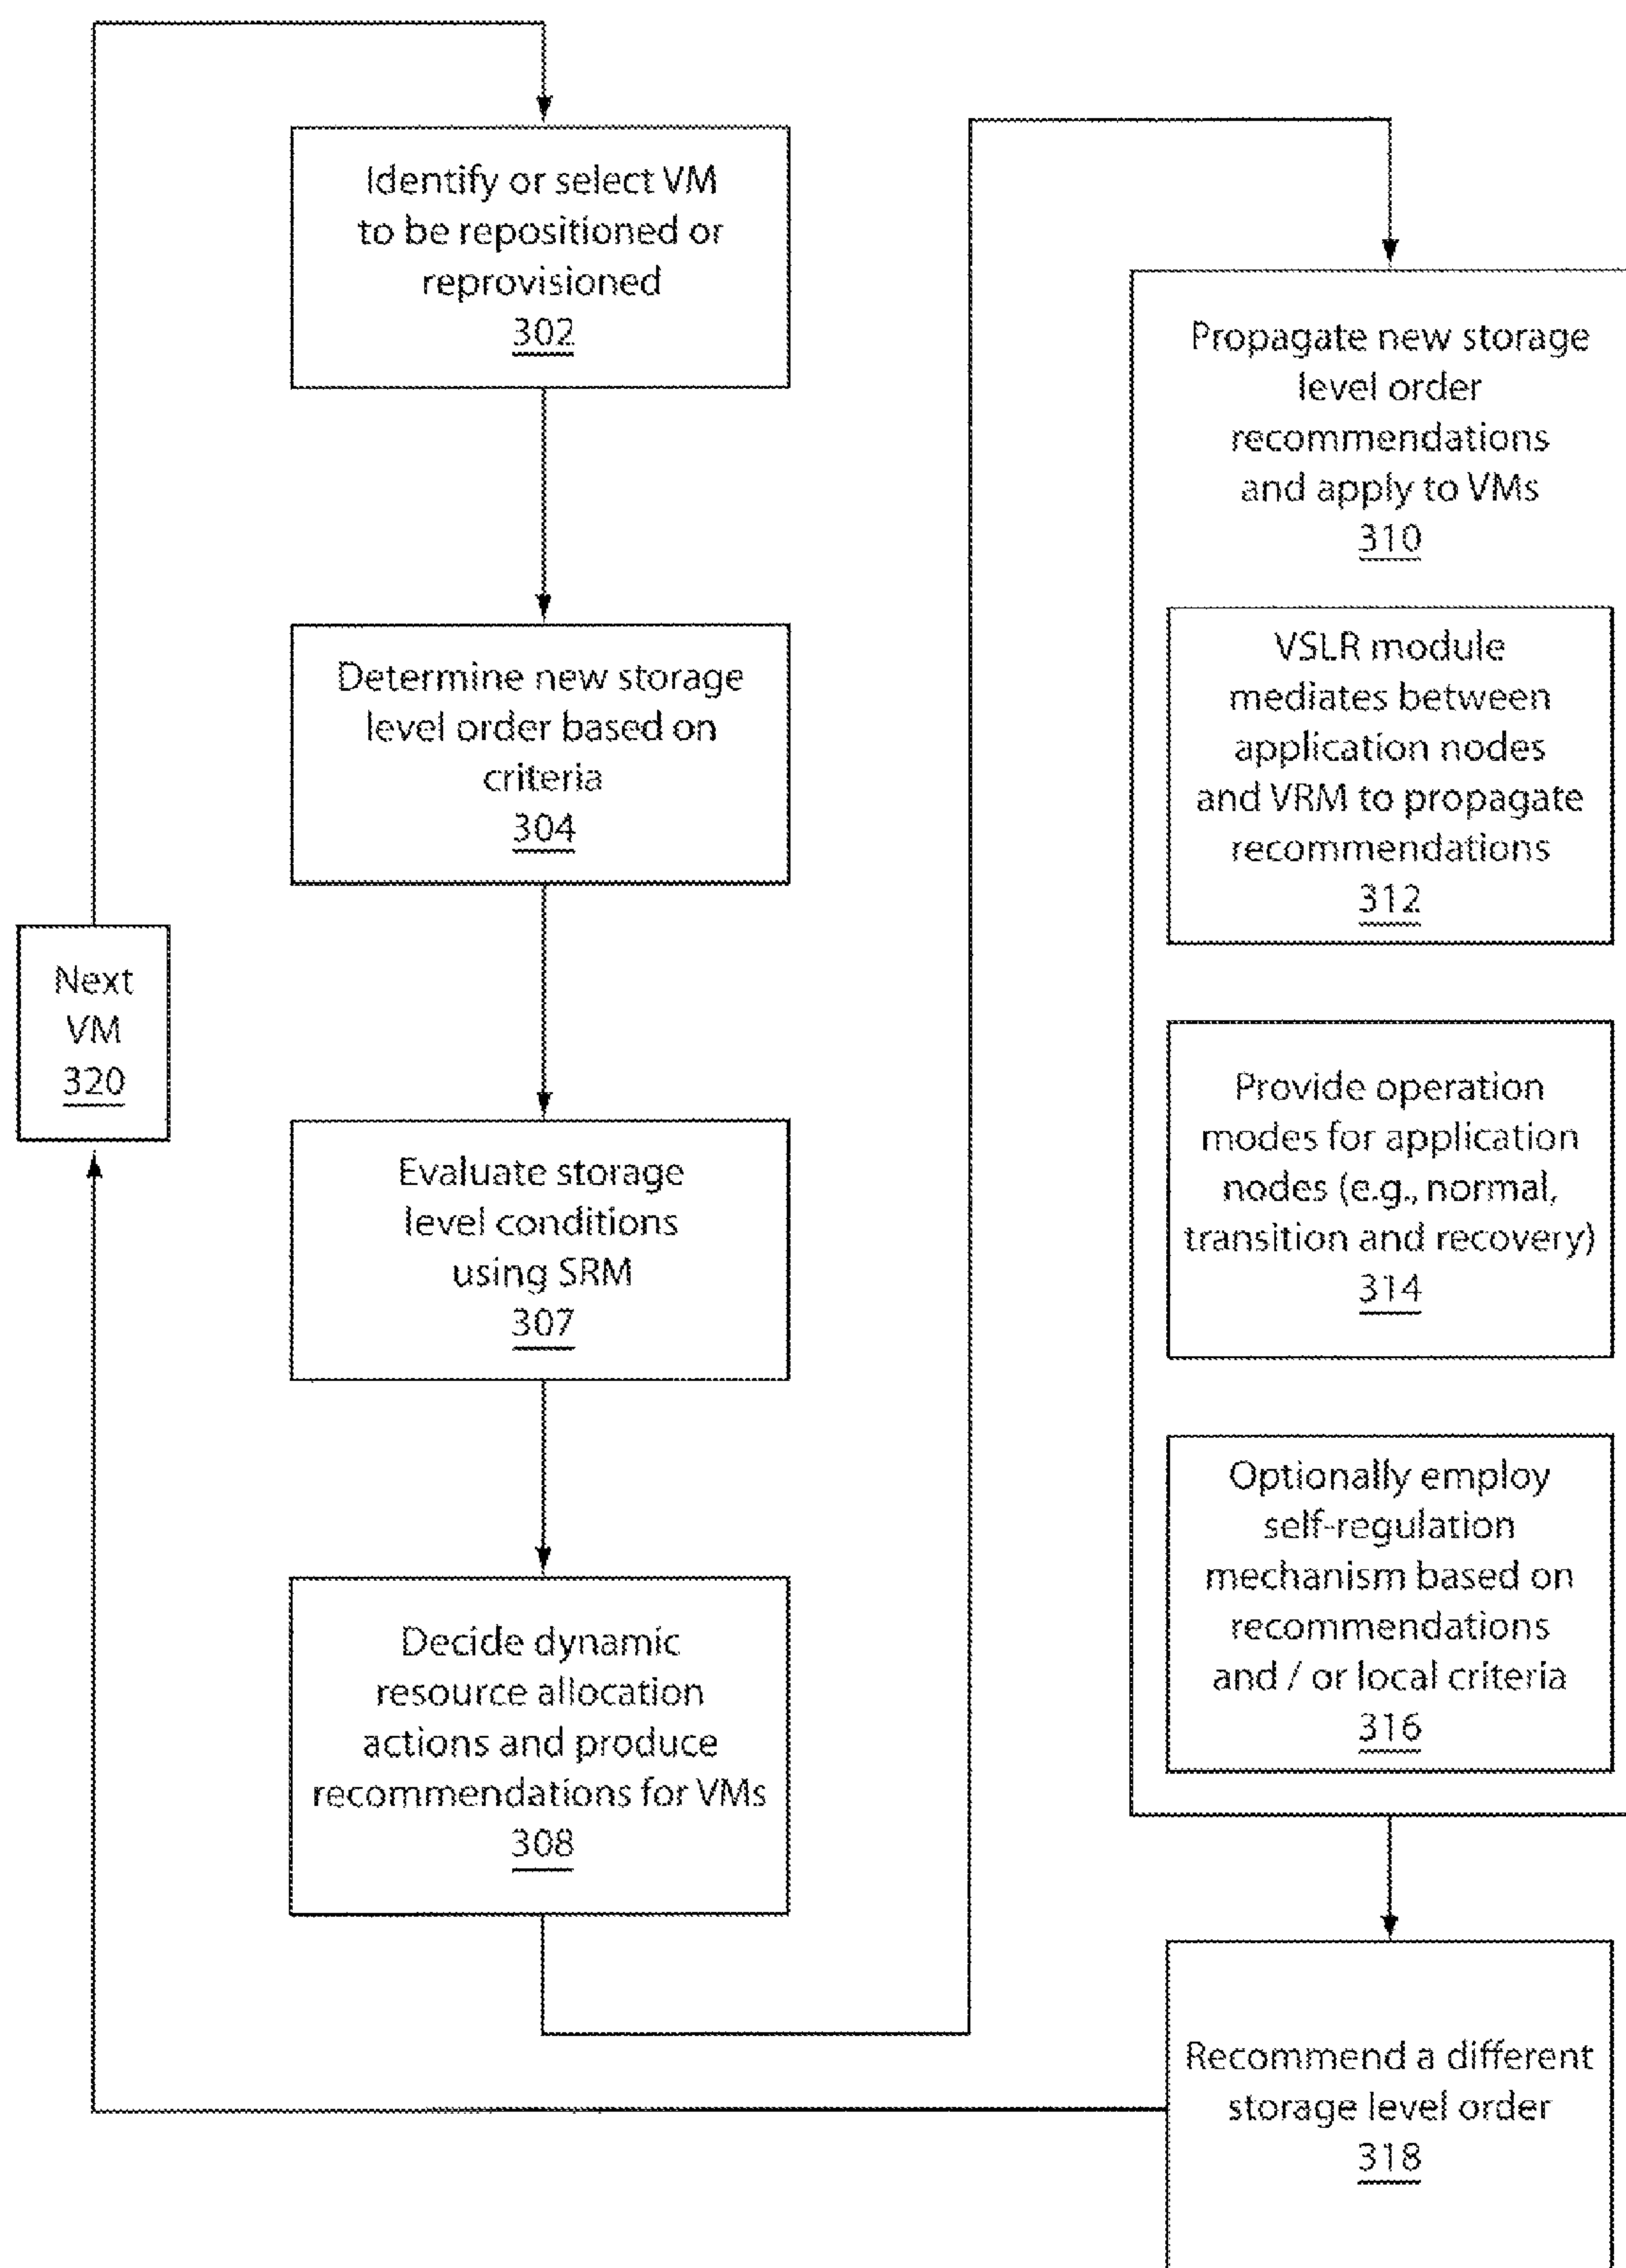 Identify or select VM
to be repositioned or
reprovisioned
302
Determine new storage
level order based on
criteria
304
Next
VM
320
Evaluate storage
level conditions
using SRM
307
Decide dynamic
resource allocation
actions and produce
recommendations for VMs
308
Propagate new storage
level order
recommendations
and apply to VMs
310
VSLR module
mediates between
application nodes
and VRM to propagate
recommendations
312
Provide operation
modes for application
nodes (e.g., normal,
transition and recovery)
314
Optionally employ
self-regulation
mechanism based on
recommendations
and / or local criteria
316
Recommend a different
storage level order
318